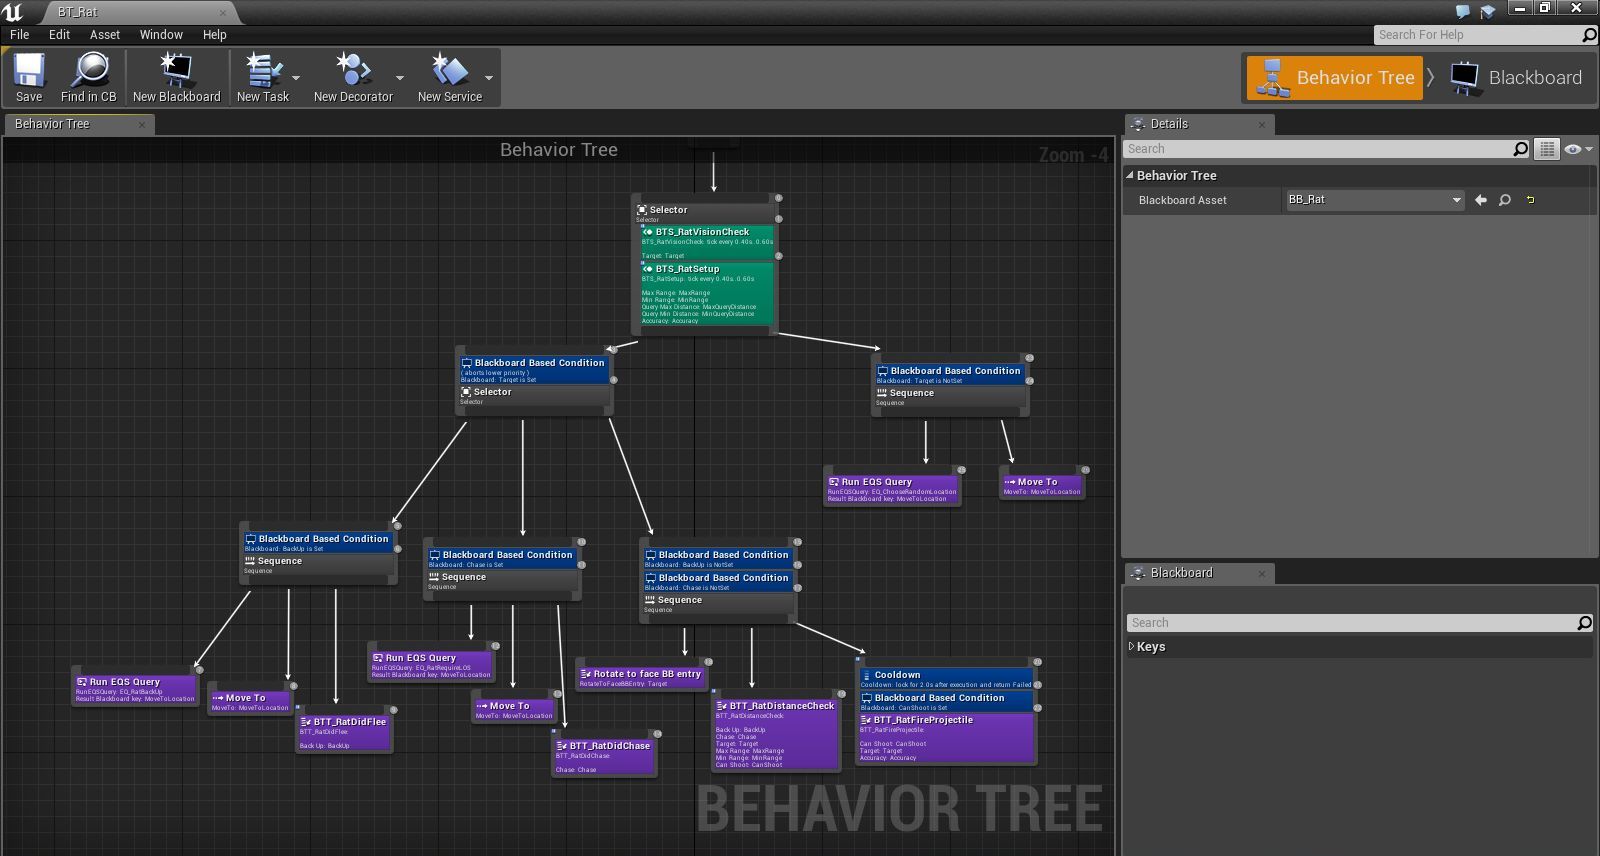 BT_Rat
File Edit Asset Window Help
Search For Help
Save
Find in CB
New Blackboard
New Task
New Decorator
New Service
Behavior Tree
Blackboard
Behavior Tree
Behavior Tree
Zoom -4
Selector
Selector
BTS_RatVisionCheck
BTS_RatVisionCheck: tick every 0.40s..0.60s
Target: Target
BTS_RatSetup
BTS_RatSetup: tick every 0.40s..0.60s
Max Range: MaxRange
Min Range: MinRange
Query Max Distance: MaxQueryDistance
Query Min Distance: MinQueryDistance
Accuracy: Accuracy
Blackboard Based Condition
( aborts lower priority )
Blackboard: Target is Set
Selector
Selector
Blackboard Based Condition
Blackboard: Target is NotSet
Sequence
Sequence
Run EQS Query
RunEQSQuery: EQ_ChooseRandomLocation
Result Blackboard key: MoveToLocation
Move To
MoveTo: MoveToLocation
Blackboard Based Condition
Blackboard: BackUp is Set
Sequence
Sequence
Blackboard Based Condition
Blackboard: Chase is Set
Sequence
Sequence
Blackboard Based Condition
Blackboard: BackUp is NotSet
Blackboard Based Condition
Blackboard: Chase is NotSet
Sequence
Sequence
Run EQS Query
RunEQSQuery: EQ_RatBackUp
Result Blackboard key: MoveToLocation
Move To
MoveTo: MoveToLocation
BTT_RatDidFlee
BTT_RatDidFlee:
Back Up: BackUp
Run EQS Query
RunEQSQuery: EQ_RatRequireLOS
Result Blackboard key: MoveToLocation
Move To
MoveTo: MoveToLocation
BTT_RatDidChase
BTT_RatDidChase:
Chase: Chase
Rotate to face BB entry
RotateToFaceBBEntry: Target
BTT_RatDistanceCheck
BTT_RatDistanceCheck:
Back Up: BackUp
Chase: Chase
Target: Target
Max Range: MaxRange
Min Range: MinRange
Can Shoot: CanShoot
Cooldown
Cooldown: lock for 2.0s after execution and return Failed
Blackboard Based Condition
Blackboard: CanShoot is Set
BTT_RatFireProjectile
BTT_RatFireProjectile:
Can Shoot: CanShoot
Target: Target
Accuracy: Accuracy
BEHAVIOR TREE
Details
Search
Behavior Tree
Blackboard Asset
BB_Rat
Blackboard
Search
Keys